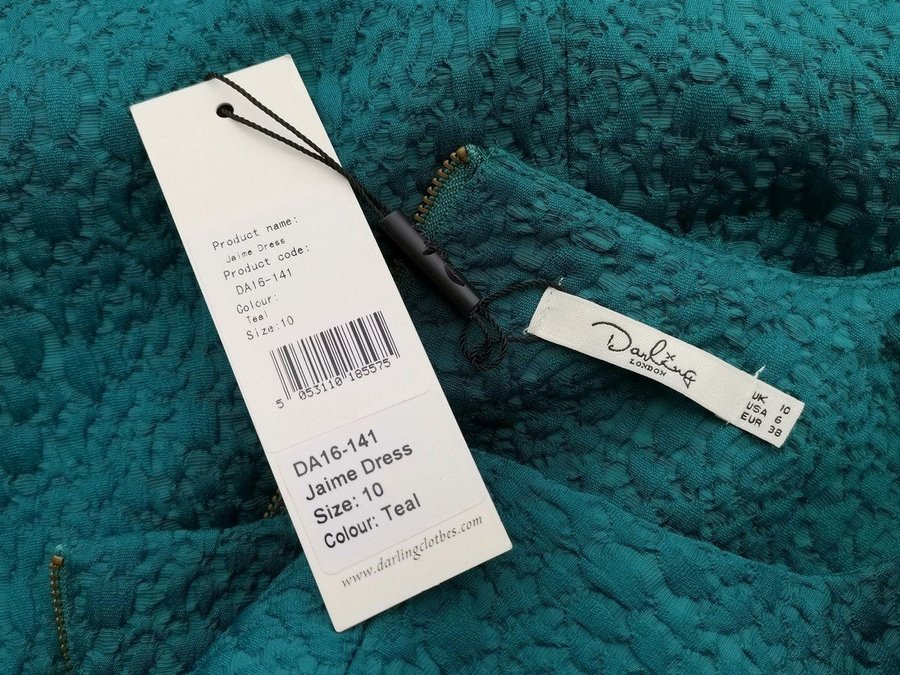 Product name:
Jaime Dress
Product code:
DA16-141
Colour:
Teal
Size:10
5 053110 185575
DA16-141
Jaime Dress
Size: 10
Colour: Teal
www.darlingclothes.com
Darling
LONDON
UK 10
USA 6
EUR 38